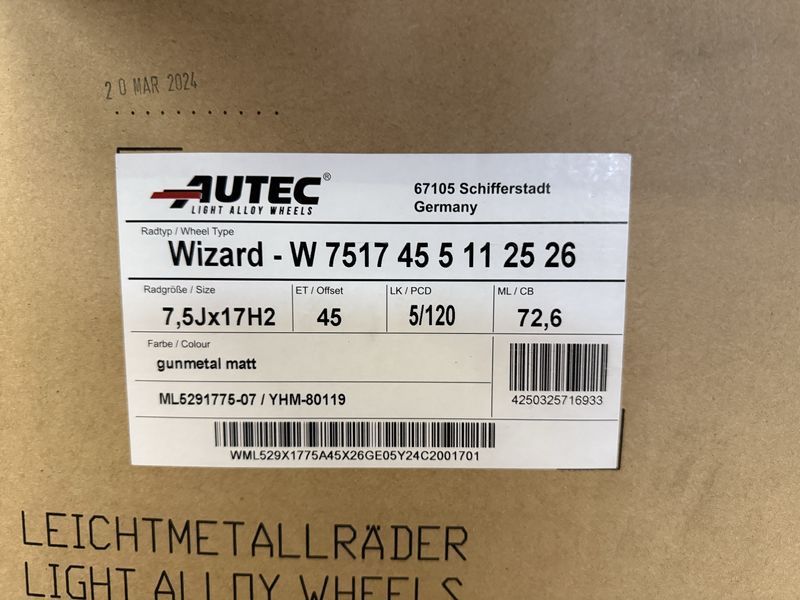 20 MAR 2024
AUTEC®
LIGHT ALLOY WHEELS
67105 Schifferstadt
Germany
Radtyp / Wheel Type
Wizard - W 7517 45 5 11 25 26
Radgröße / Size
ET / Offset
LK / PCD
ML / CB
7,5Jx17H2
45
5/120
72,6
Farbe / Colour
gunmetal matt
ML5291775-07 / YHM-80119
4250325716933
WML529X1775A45X26GE05Y24C2001701
LEICHTMETALLRÄDER
LIGHT ALLOY WHEELS